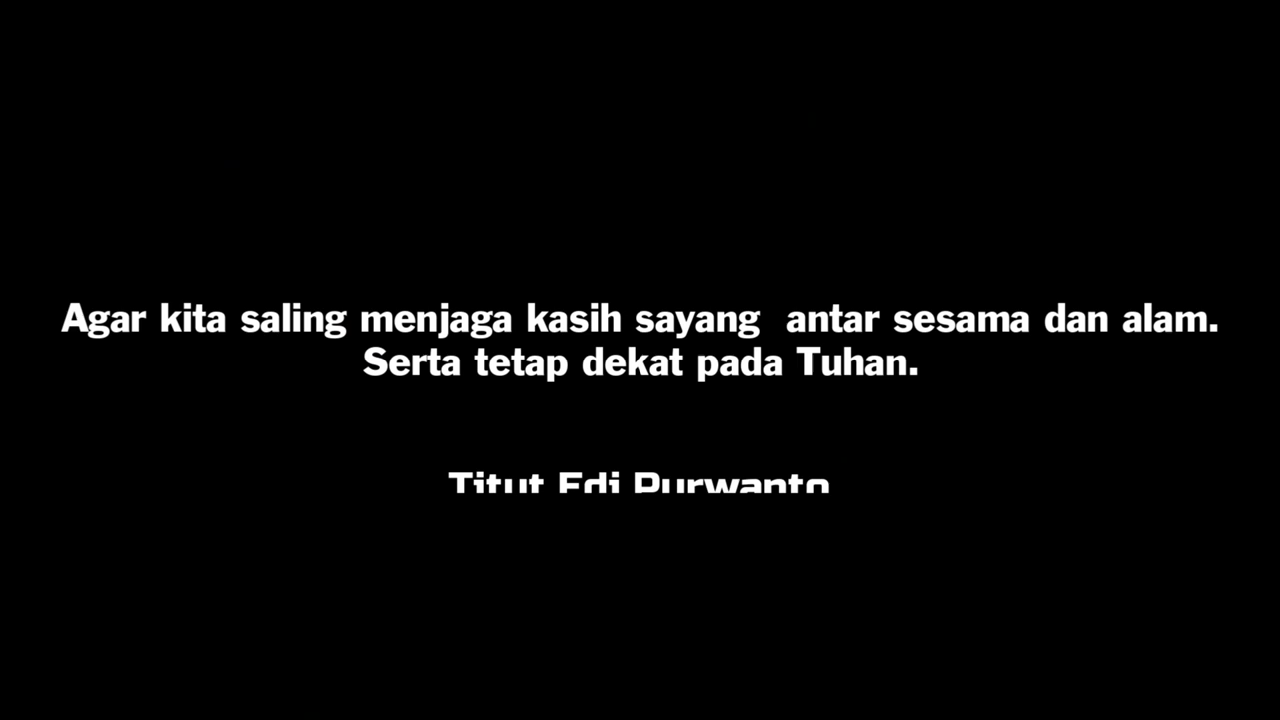 Agar kita saling menjaga kasih sayang  antar sesama dan alam.
Serta tetap dekat pada Tuhan.
Titut Edi Purwanto